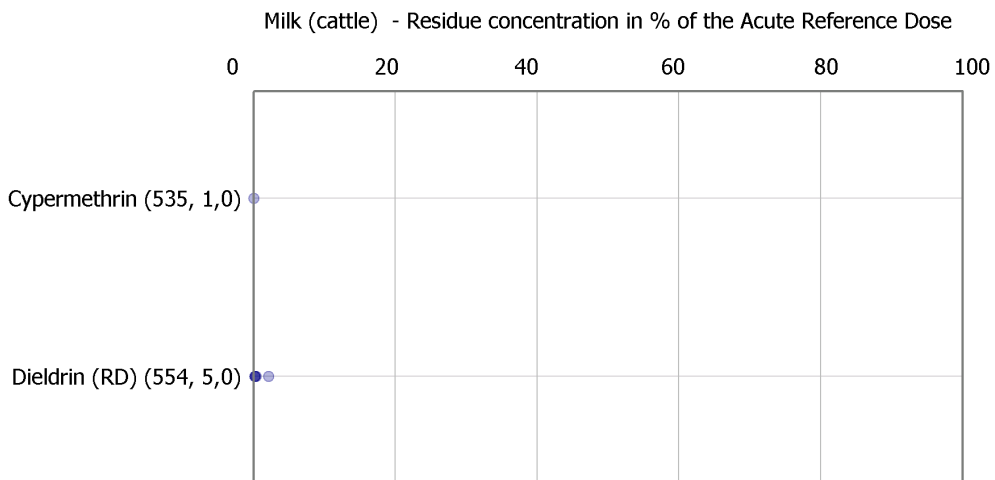 Milk (cattle)  - Residue concentration in % of the Acute Reference Dose
0 20 40 60 80 100
Cypermethrin (535, 1,0)
Dieldrin (RD) (554, 5,0)